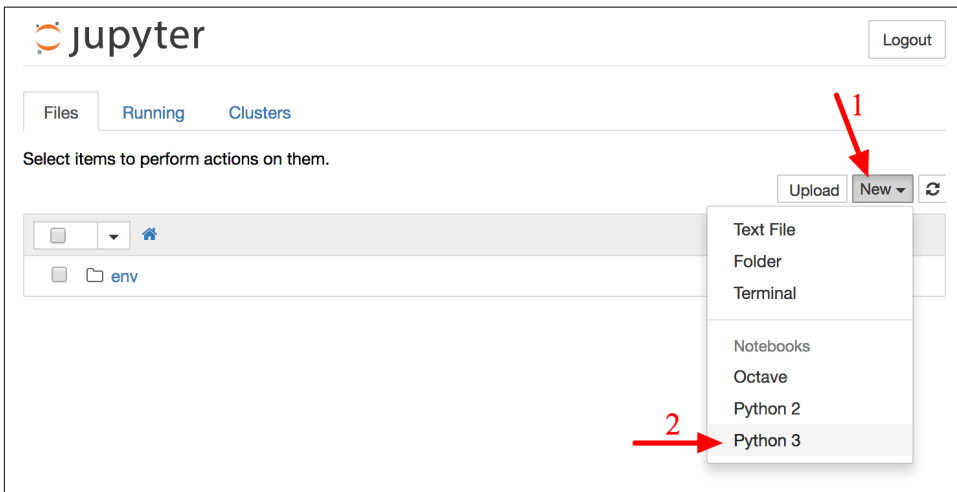 jupyter
Logout
Files Running Clusters
1
Select items to perform actions on them.
Upload New
Text File
env
Folder
Terminal
Notebooks
Octave
Python 2
2
Python 3